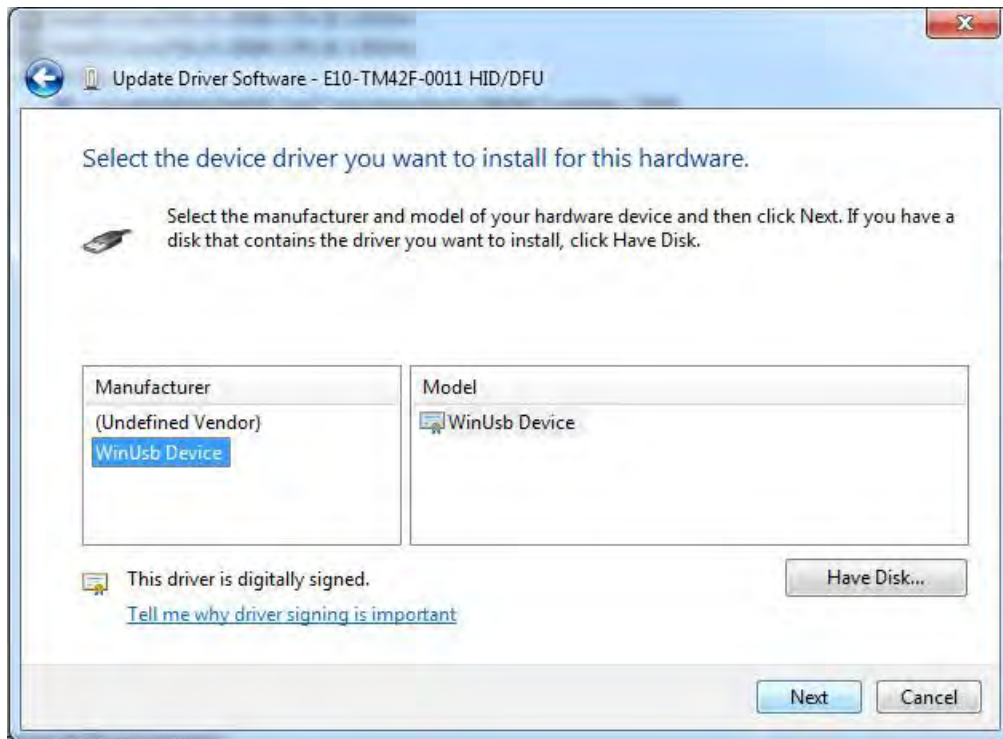 Update Driver Software - E10-TM42F-0011 HID/DFU
Select the device driver you want to install for this hardware.
Select the manufacturer and model of your hardware device and then click Next. If you have a
disk that contains the driver you want to install, click Have Disk.
Manufacturer
(Undefined Vendor)
WinUsb Device
Model
WinUsb Device
This driver is digitally signed.
Have Disk...
Tell me why driver signing is important
Next
Cancel